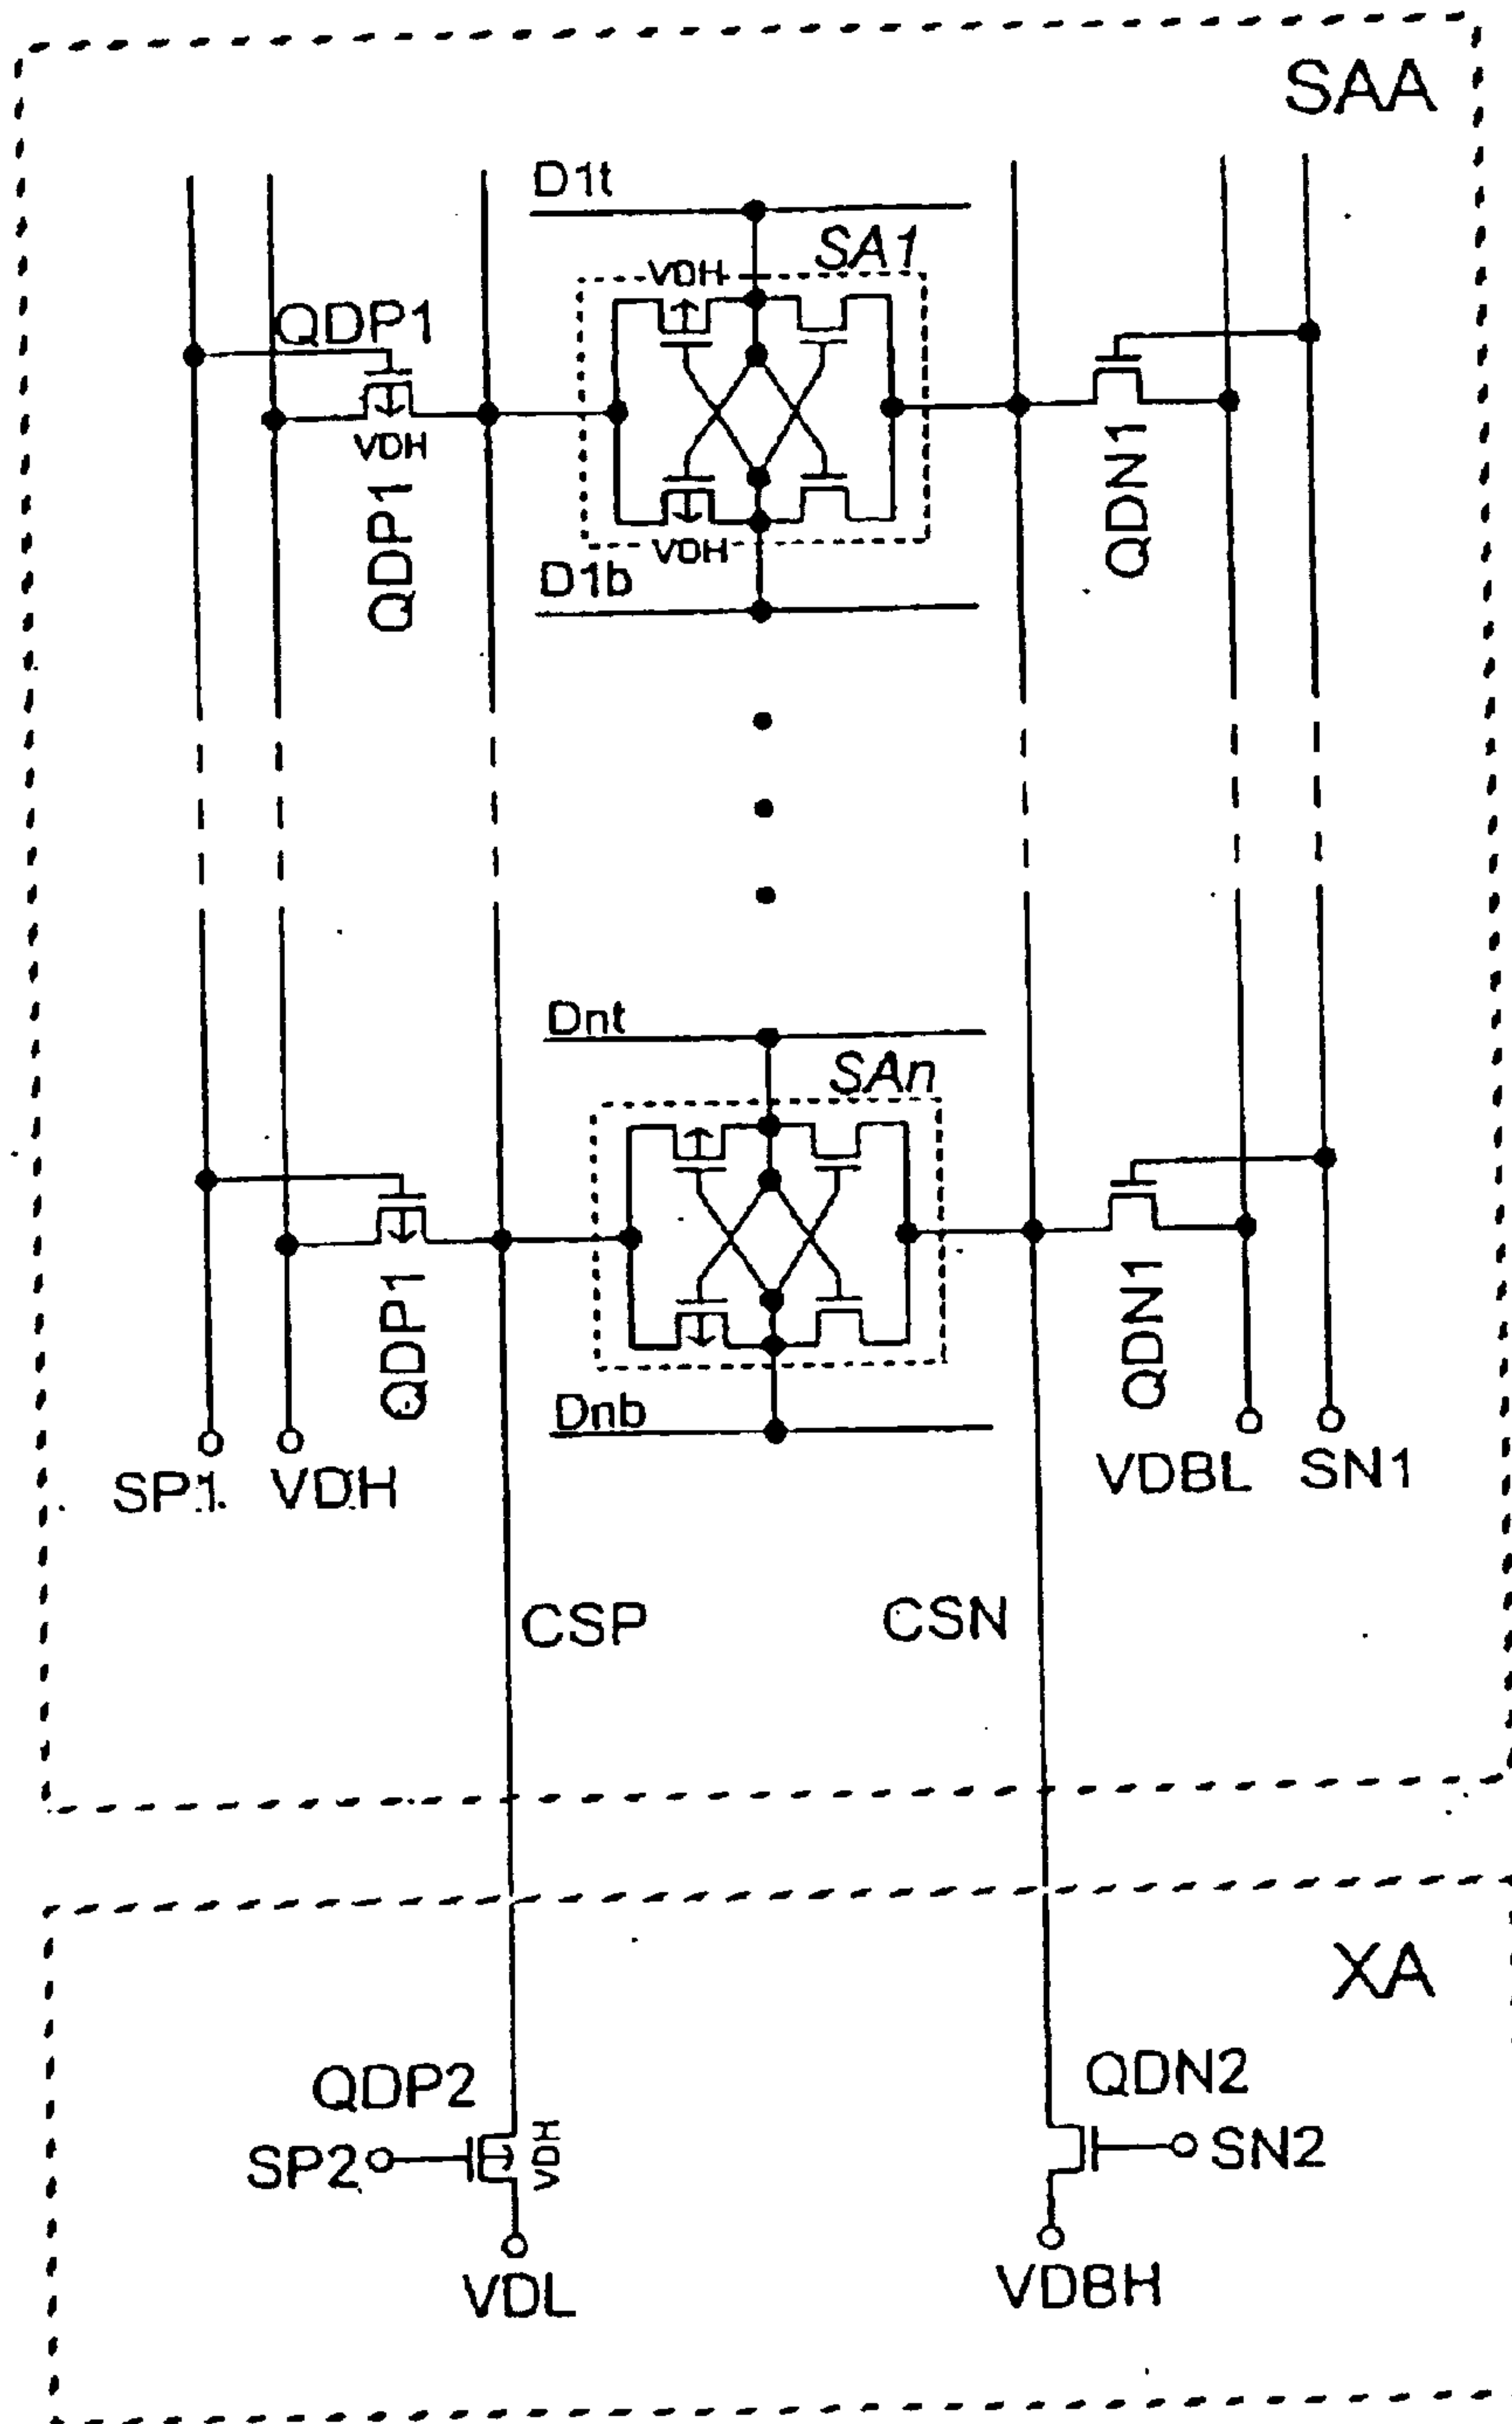 SAA
D1t
SA1
VDH
QDP1
VDH
QDP1
QDN1
VDH
D1b
Dnt
SAn
QDP1
QDN1
Dnb
SP1
VDH
VDBL
SN1
CSP
CSN
XA
QDP2
QDN2
SP2
VDH
SN2
VDL
VDBH